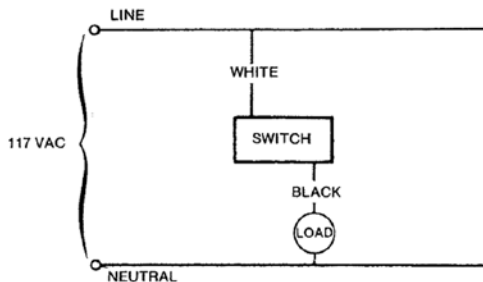 LINE
WHITE
117 VAC
SWITCH
BLACK
LOAD
NEUTRAL